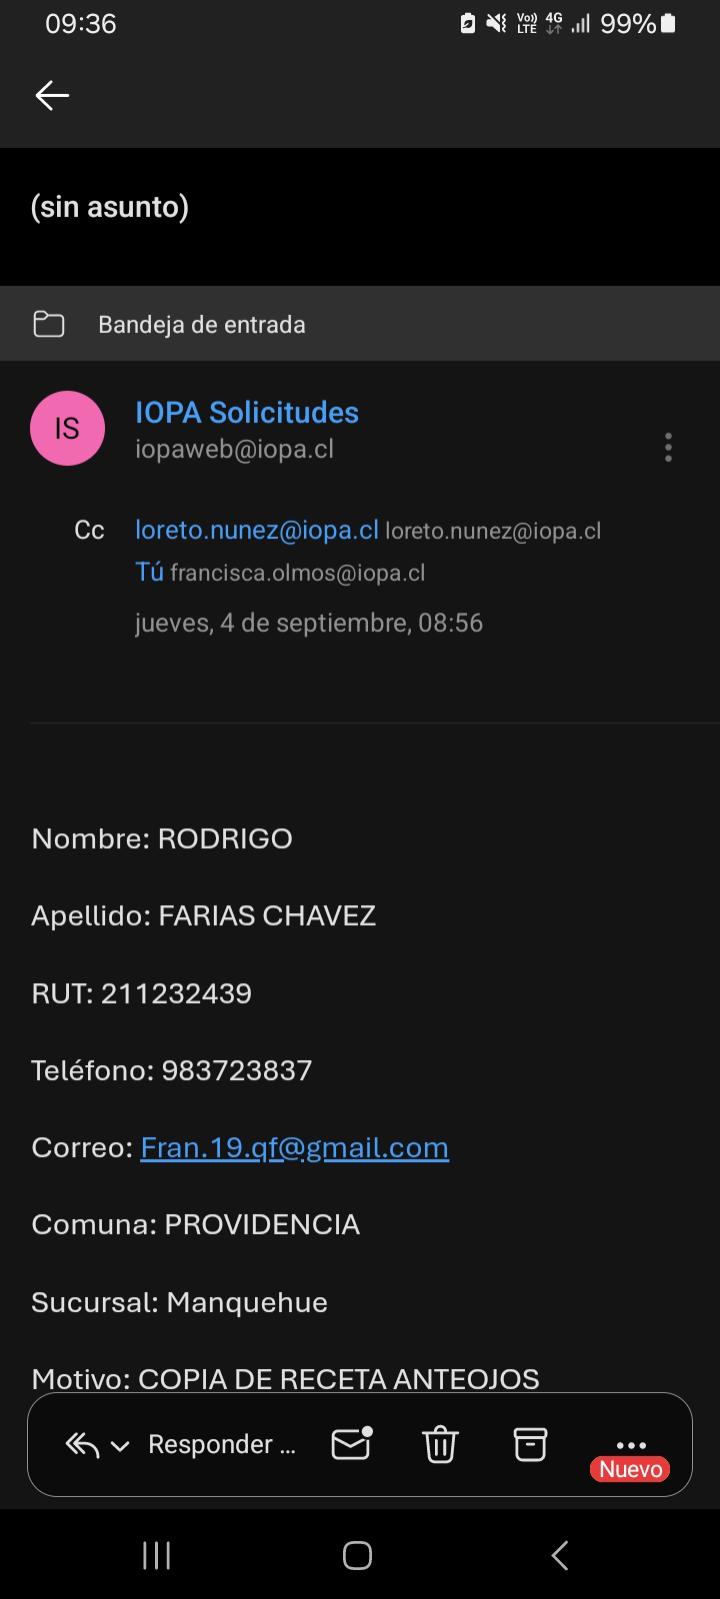 09:36
Vo)) LTE 4G 99%
(sin asunto)
Bandeja de entrada
IS
IOPA Solicitudes
iopaweb@iopa.cl
Cc loreto.nunez@iopa.cl loreto.nunez@iopa.cl
Tú francisca.olmos@iopa.cl
jueves, 4 de septiembre, 08:56
Nombre: RODRIGO
Apellido: FARIAS CHAVEZ
RUT: 211232439
Teléfono: 983723837
Correo: Fran.19.qf@gmail.com
Comuna: PROVIDENCIA
Sucursal: Manquehue
Motivo: COPIA DE RECETA ANTEOJOS
Responder ...
Nuevo